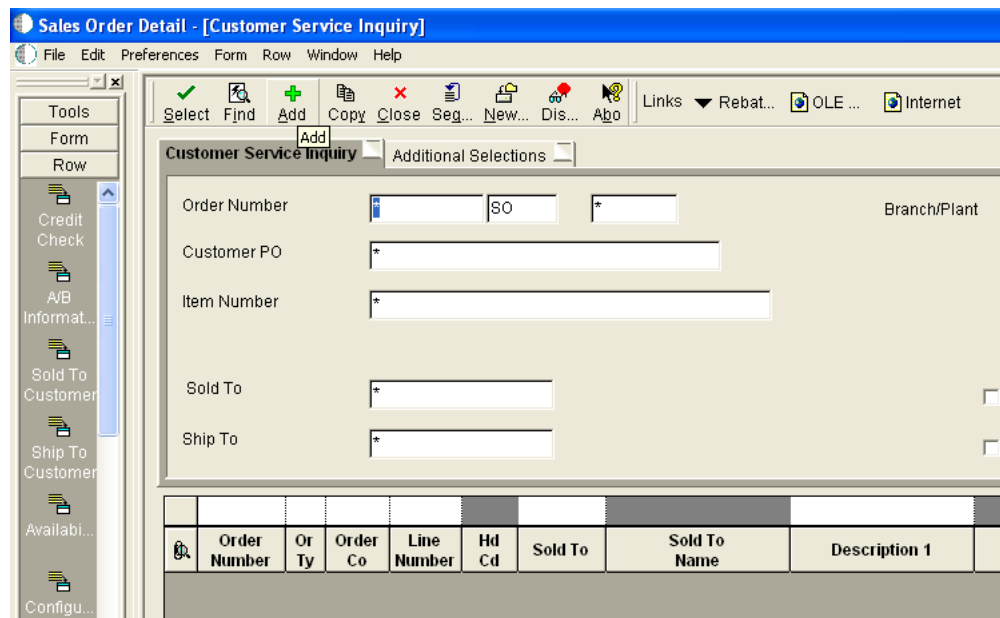 Sales Order Detail - [Customer Service Inquiry]
File Edit Preferences Form Row Window Help
Tools
Form
Row
Credit
Check
A/B
Informat...
Sold To
Customer
Ship To
Customer
Availabi...
Configu...
Select Find Add Copy Close Seq... New... Dis... Abo
Links Rebat... OLE ... Internet
Add
Customer Service Inquiry Additional Selections
Order Number * SO * Branch/Plant
Customer PO *
Item Number *
Sold To *
Ship To *
Order Number Or Ty Order Co Line Number Hd Cd Sold To Sold To Name Description 1